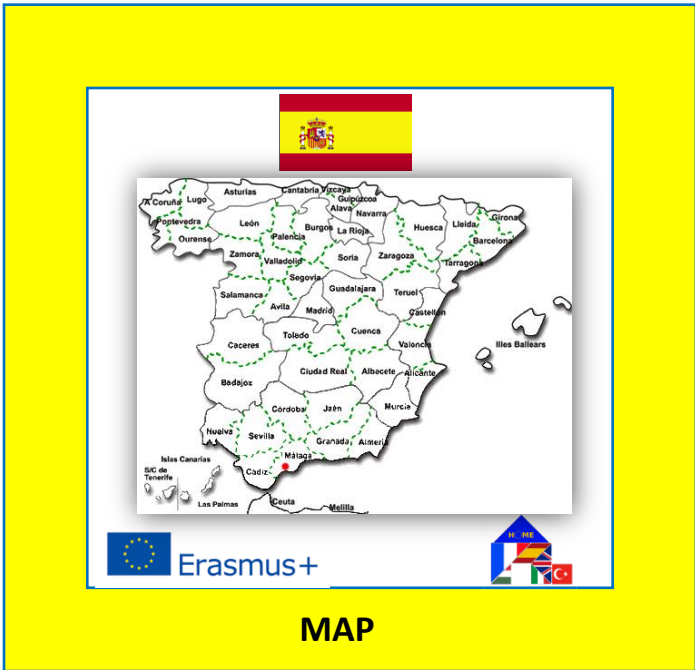 Asturias
Cantabria
Vizcaya
Guipúzcoa
A Coruña
Lugo
Alava
Navarra
Pontevedra
León
Burgos
La Rioja
Huesca
Lleida
Girona
Ourense
Palencia
Barcelona
Zamora
Valladolid
Soria
Zaragoza
Tarragona
Segovia
Salamanca
Guadalajara
Teruel
Avila
Madrid
Castellón
Toledo
Cuenca
Caceres
Valencia
Illes Ballears
Ciudad Real
Albacete
Alicante
Badajoz
Córdoba
Jaén
Murcia
Huelva
Sevilla
Granada
Almeria
Málaga
Islas Canarias
Cadiz
S/C de
Tenerife
Las Palmas
Ceuta
Melilla
HOME
Erasmus+
MAP